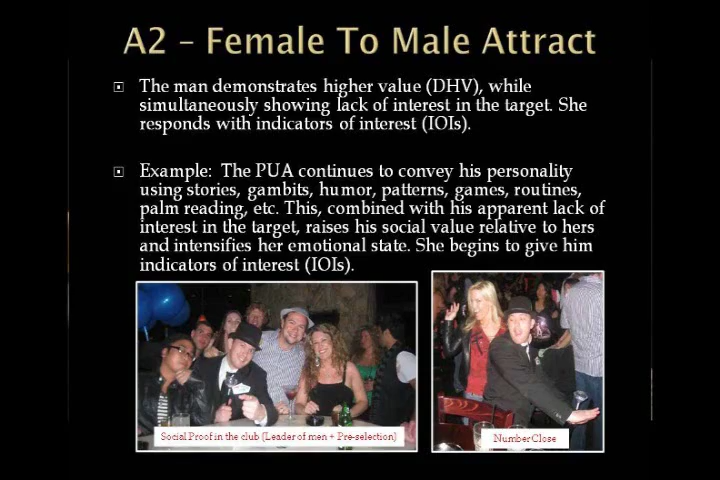 A2 – Female To Male Attract
The man demonstrates higher value (DHV), while
simultaneously showing lack of interest in the target. She
responds with indicators of interest (IOIs).
Example: The PUA continues to convey his personality
using stories, gambits, humor, patterns, games, routines,
palm reading, etc. This, combined with his apparent lack of
interest in the target, raises his social value relative to hers
and intensifies her emotional state. She begins to give him
indicators of interest (IOIs).
Social Proof in the club (Leader of men + Pre-selection)
Number Close